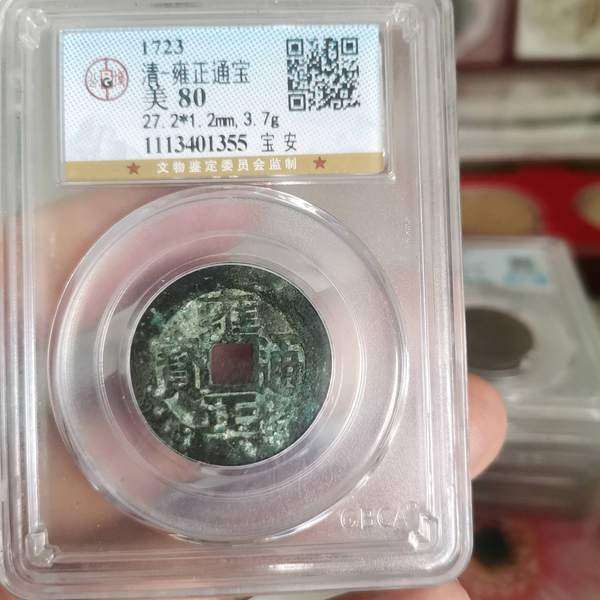 1723
清-雍正通宝
美 80
27.2*1.2mm,3.7g
1113401355 宝安
★ 文物鉴定委员会监制 ★
雍正通寳
GBCA